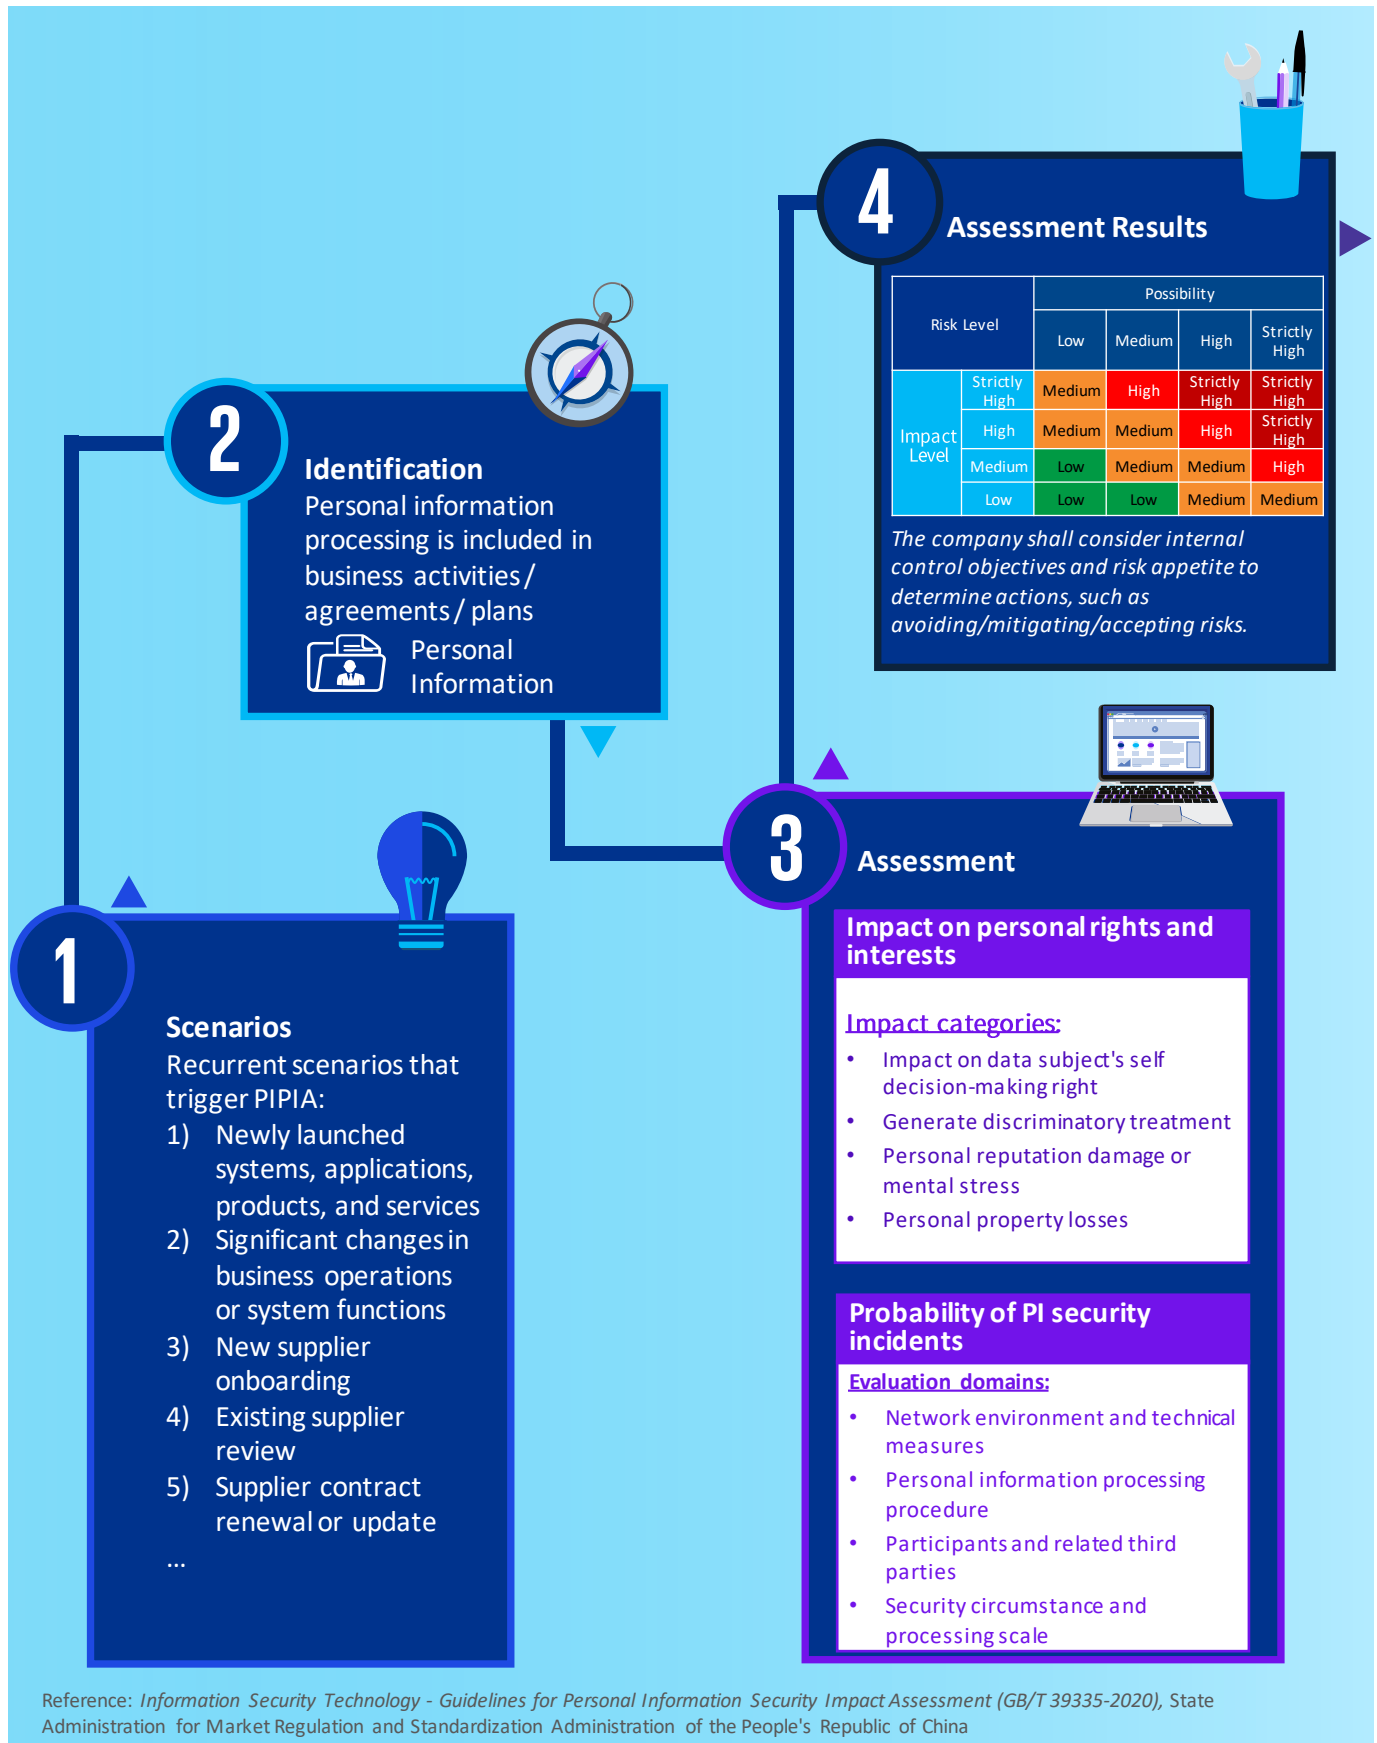 1
Scenarios
Recurrent scenarios that
trigger PIPIA:
1) Newly launched
systems, applications,
products, and services
2) Significant changes in
business operations
or system functions
3) New supplier
onboarding
4) Existing supplier
review
5) Supplier contract
renewal or update
...
2
Identification
Personal information
processing is included in
business activities/
agreements/ plans
Personal
Information
3
Assessment
Impact on personal rights and
interests
Impact categories:
• Impact on data subject's self
decision-making right
• Generate discriminatory treatment
• Personal reputation damage or
mental stress
• Personal property losses
Probability of PI security
incidents
Evaluation domains:
• Network environment and technical
measures
• Personal information processing
procedure
• Participants and related third
parties
• Security circumstance and
processing scale
4
Assessment Results
Risk Level
Possibility
Low Medium High Strictly High
Impact Level
Strictly High Medium High Strictly High Strictly High
High Medium Medium High Strictly High
Medium Low Medium Medium High
Low Low Low Medium Medium
The company shall consider internal
control objectives and risk appetite to
determine actions, such as
avoiding/mitigating/accepting risks.
Reference: Information Security Technology - Guidelines for Personal Information Security Impact Assessment (GB/T 39335-2020), State
Administration for Market Regulation and Standardization Administration of the People's Republic of China